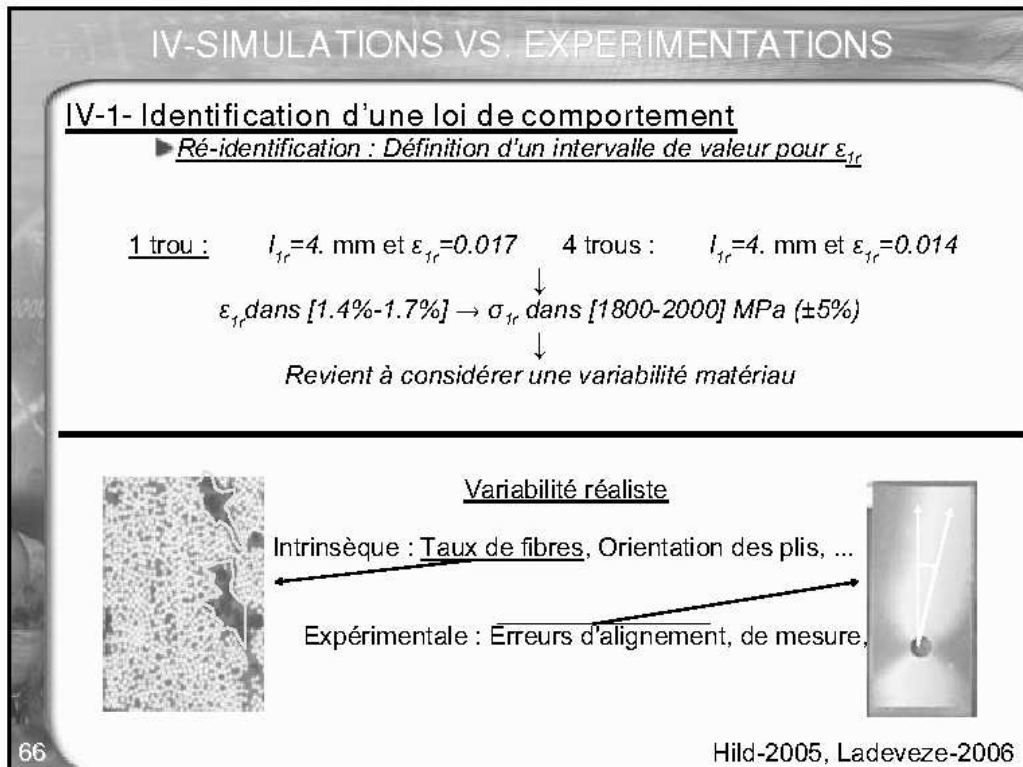 IV-SIMULATIONS VS. EXPERIMENTATIONS
IV-1- Identification d'une loi de comportement
Ré-identification : Définition d'un intervalle de valeur pour ε1r
1 trou : l1r=4. mm et ε1r=0.017 4 trous : l1r=4. mm et ε1r=0.014
↓
ε1r dans [1.4%-1.7%] → σ1r dans [1800-2000] MPa (±5%)
↓
Revient à considérer une variabilité matériau
Variabilité réaliste
Intrinsèque : Taux de fibres, Orientation des plis, ...
Expérimentale : Erreurs d'alignement, de mesure,
66
Hild-2005, Ladeveze-2006